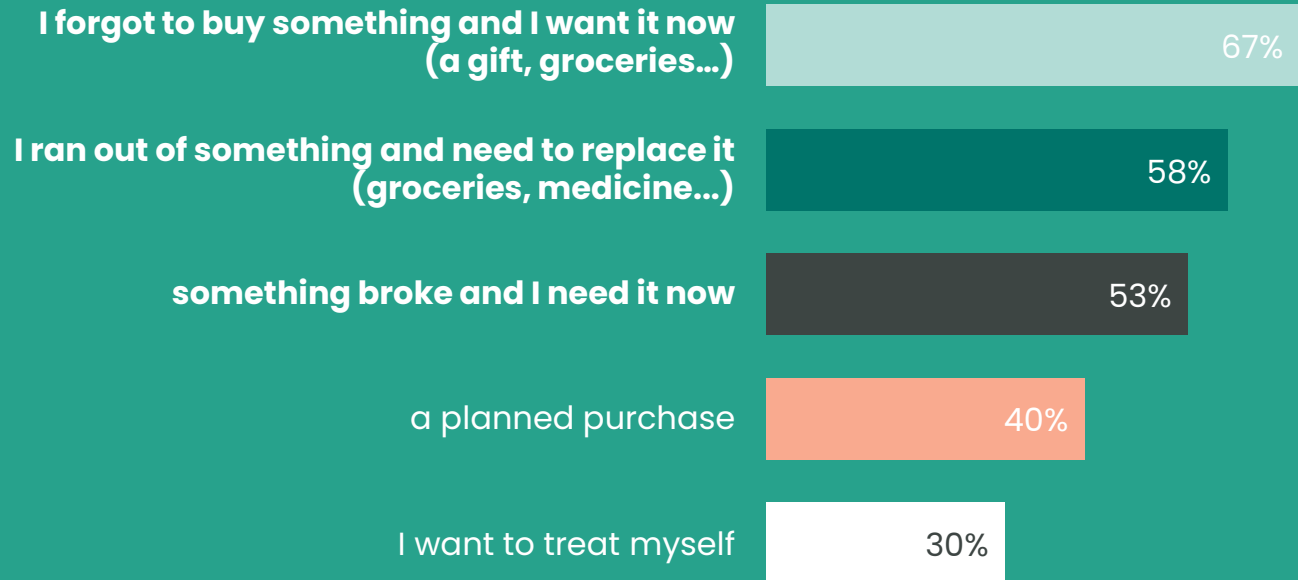 I forgot to buy something and I want it now
(a gift, groceries...)
67%
I ran out of something and need to replace it
(groceries, medicine...)
58%
something broke and I need it now
53%
a planned purchase
40%
I want to treat myself
30%